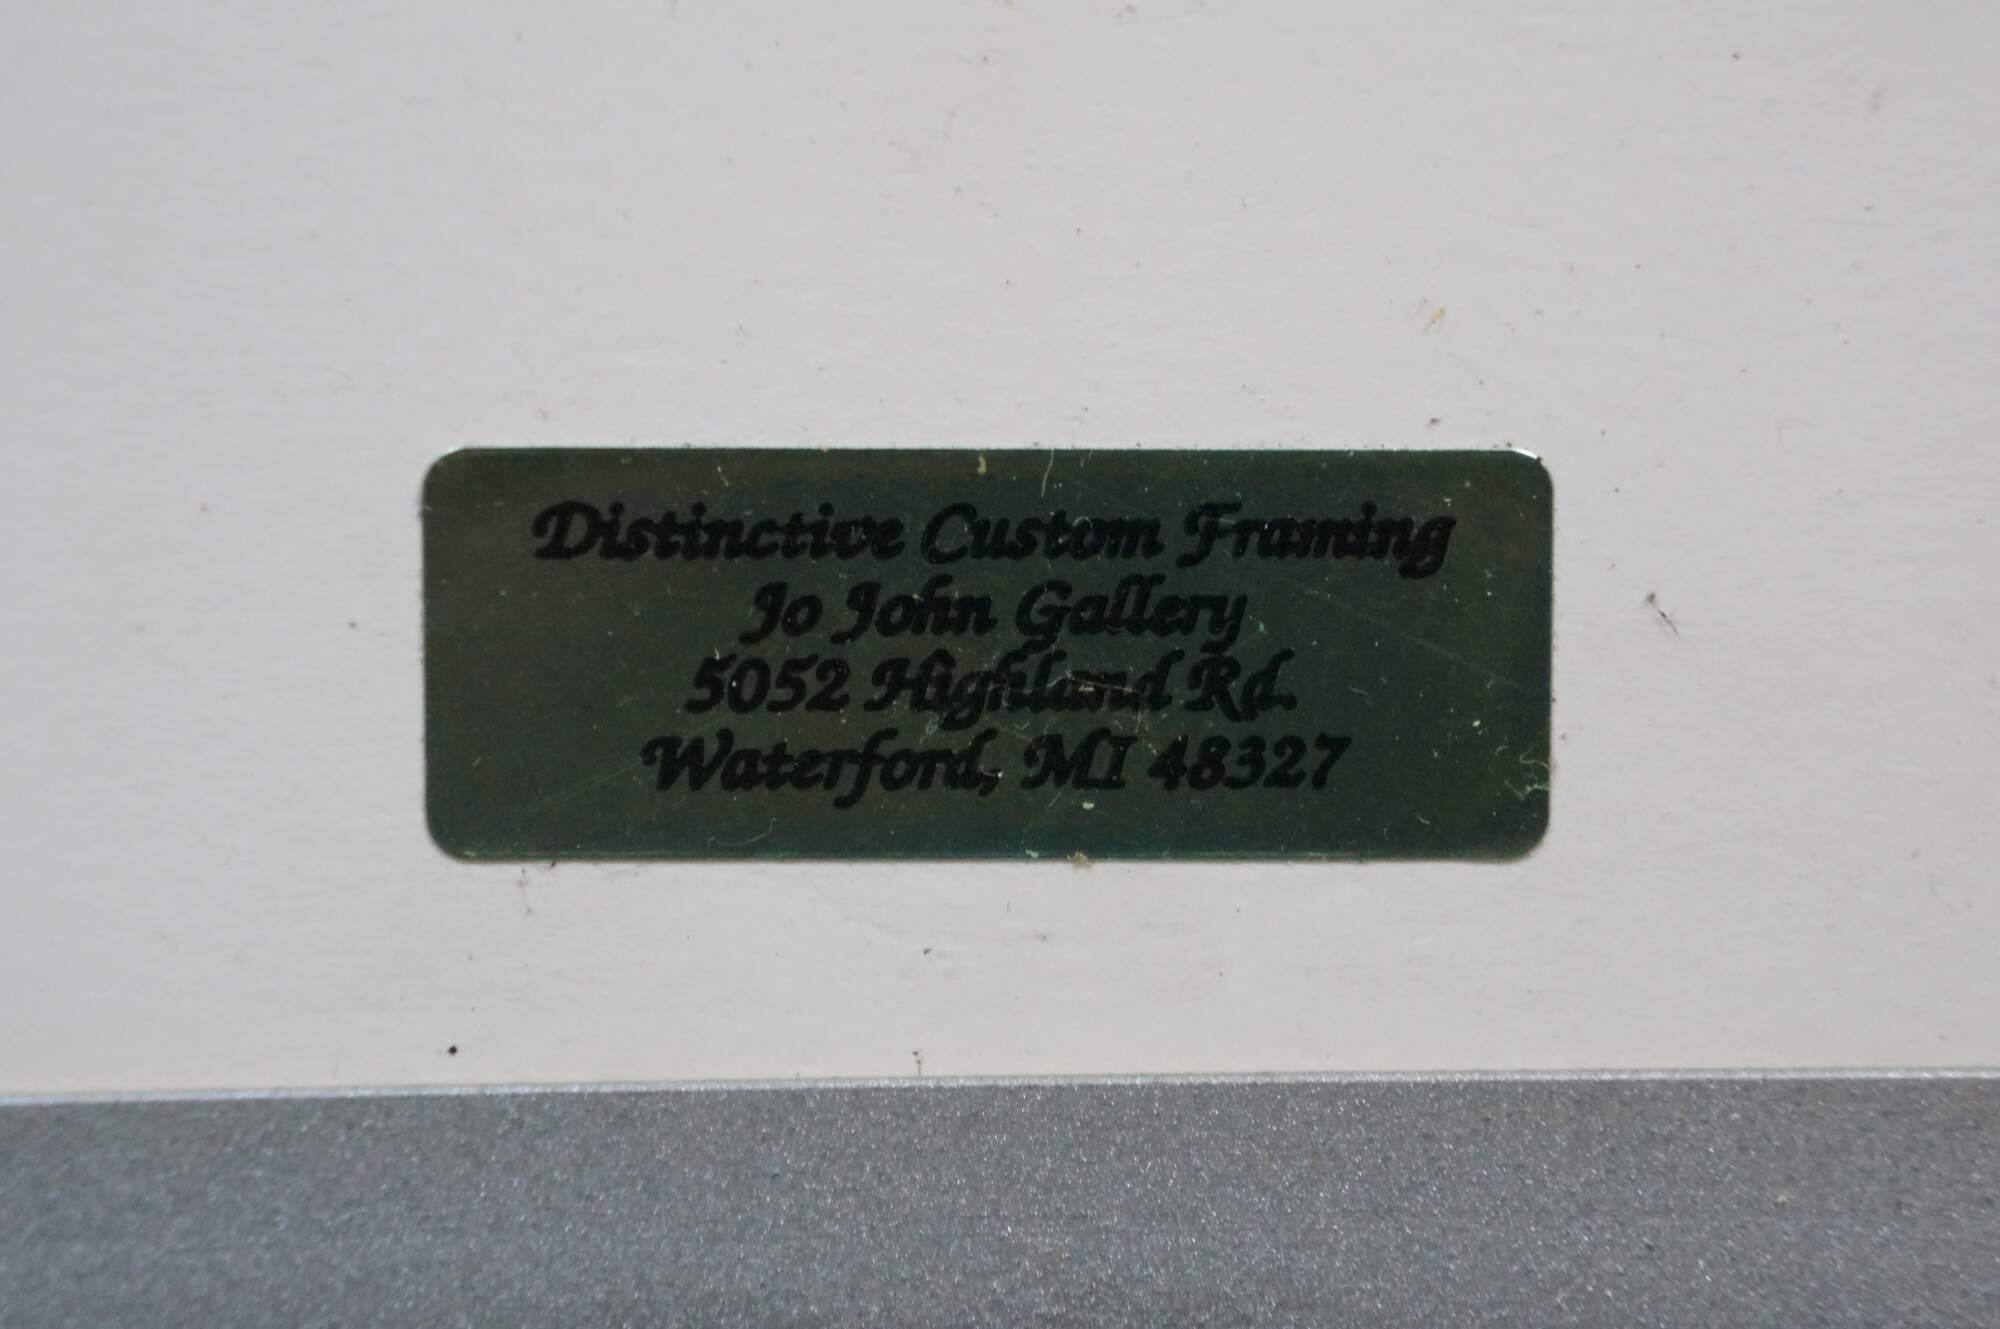 Distinctive Custom Framing
Jo John Gallery
5052 Highland Rd.
Waterford, MI 48327